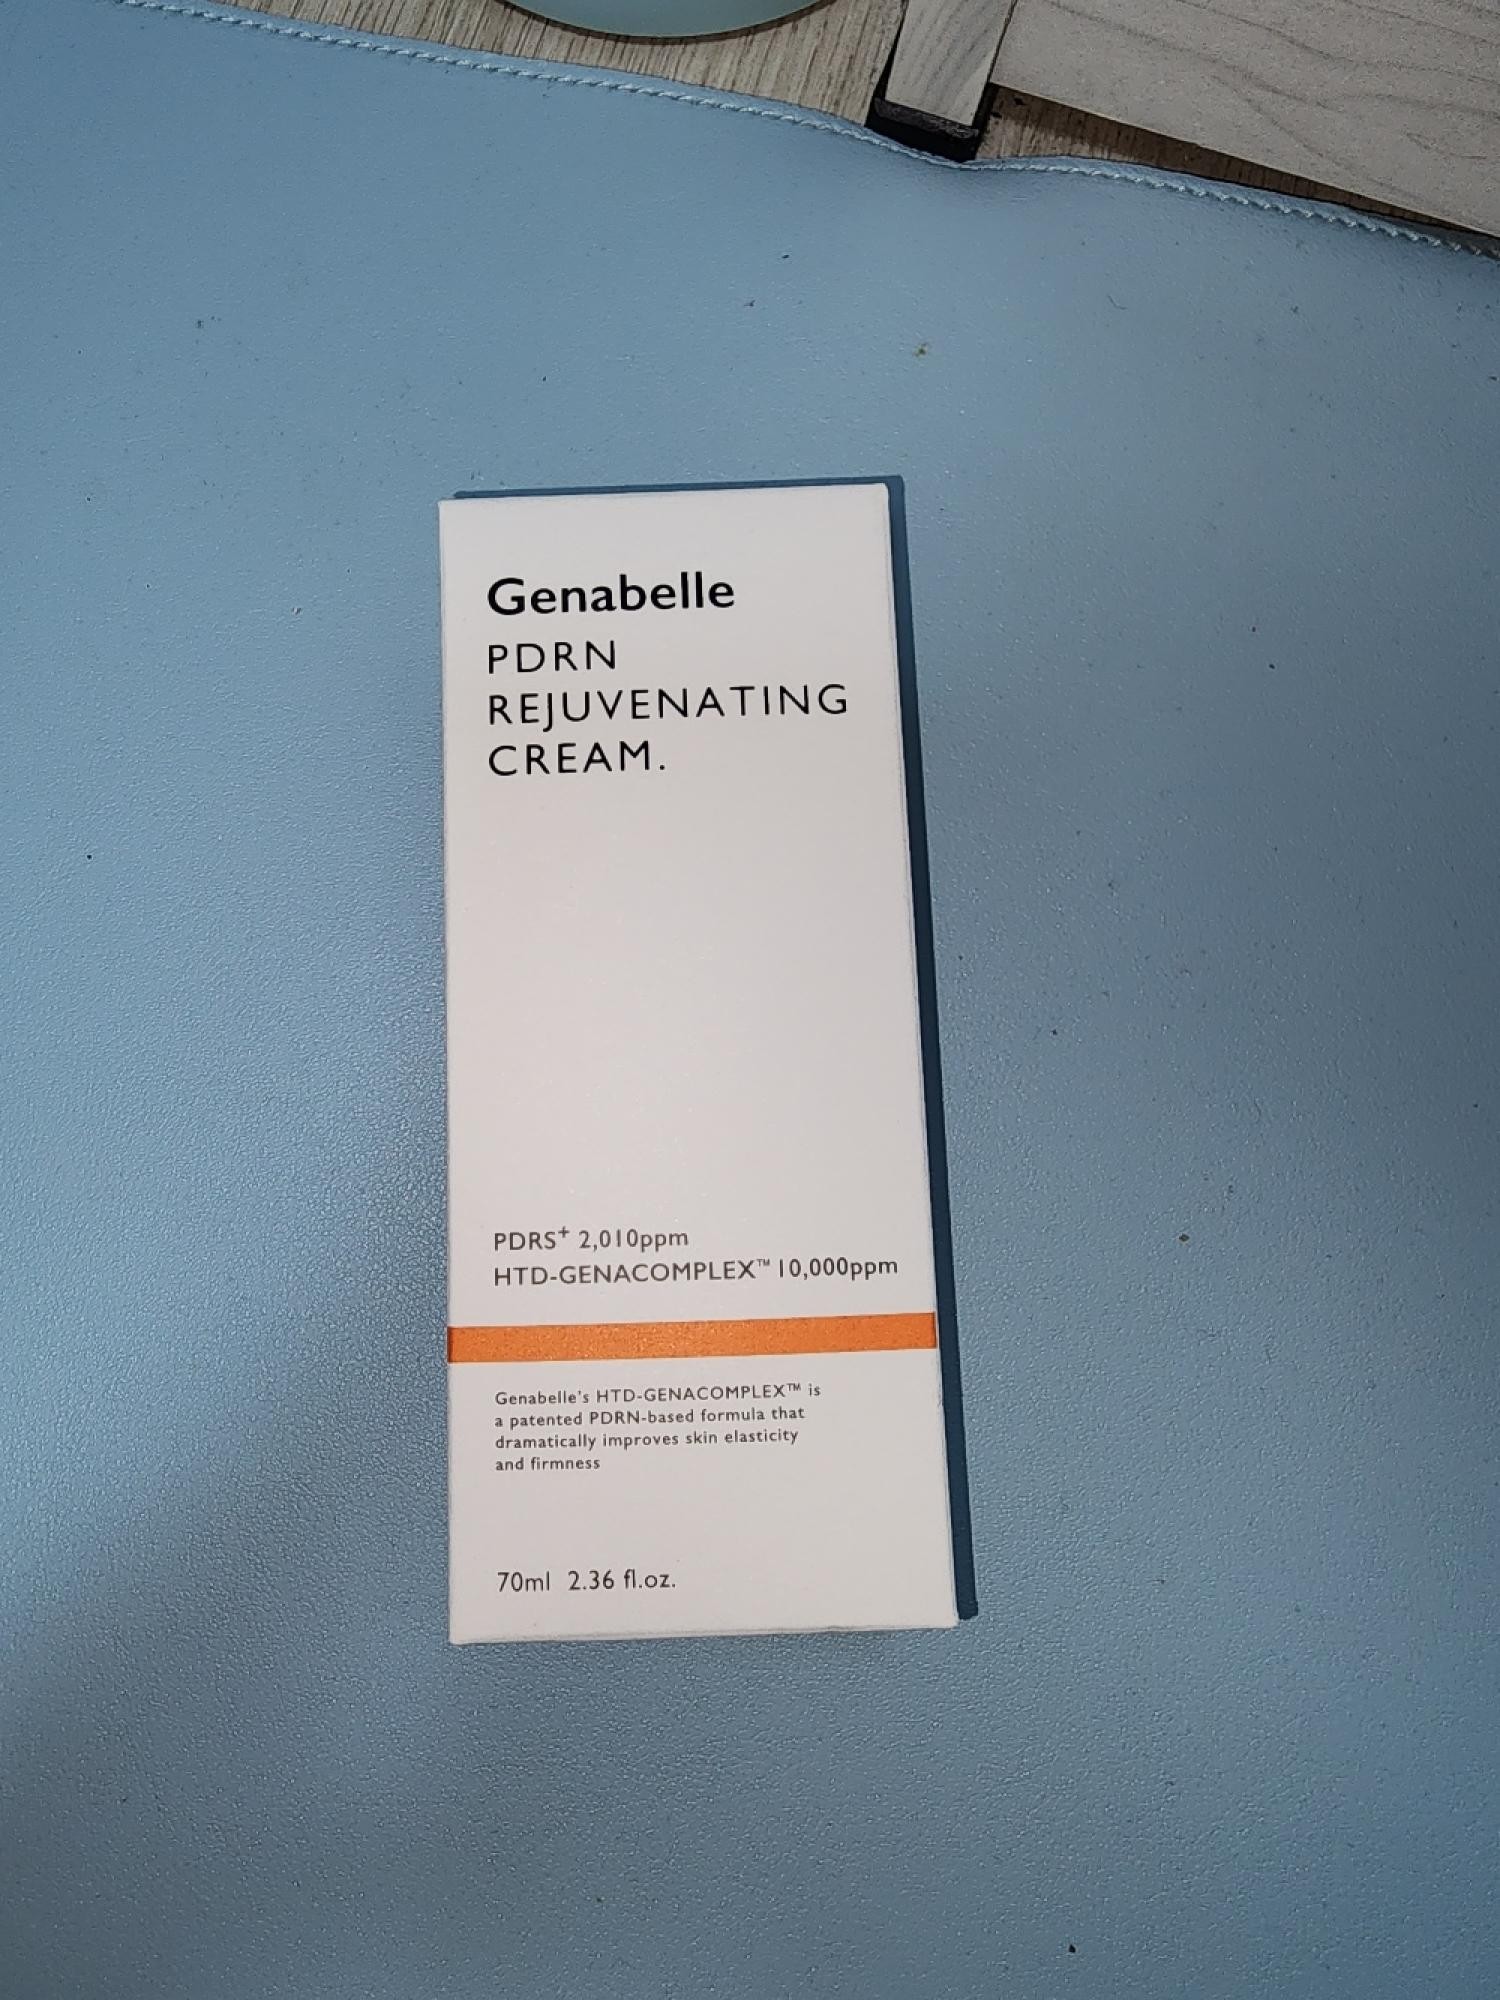 Genabelle
PDRN
REJUVENATING
CREAM.
PDRS⁺ 2,010ppm
HTD-GENACOMPLEX™ 10,000ppm
Genabelle's HTD-GENACOMPLEX™ is
a patented PDRN-based formula that
dramatically improves skin elasticity
and firmness
70ml 2.36 fl.oz.